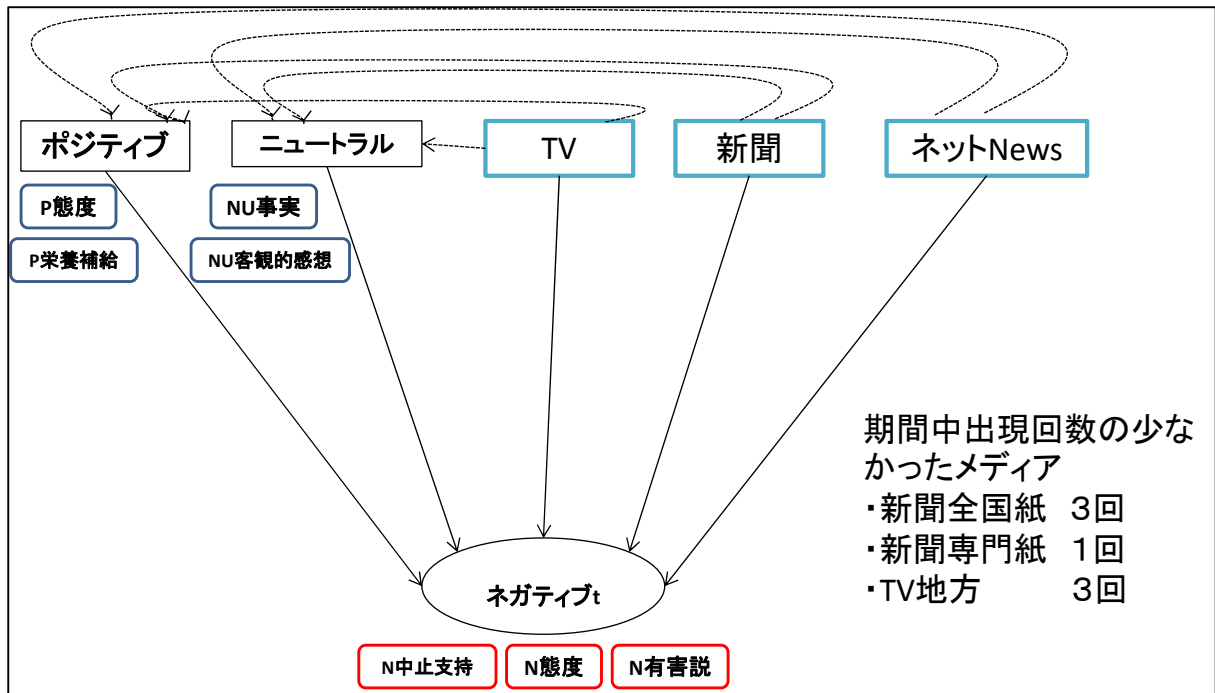 ポジティブ
ニュートラル
TV
新聞
ネットNews
P態度
NU事実
P栄養補給
NU客観的感想
期間中出現回数の少な
かったメディア
・新聞全国紙 3回
・新聞専門紙 1回
・TV地方 3回
ネガティブt
N中止支持
N態度
N有害説